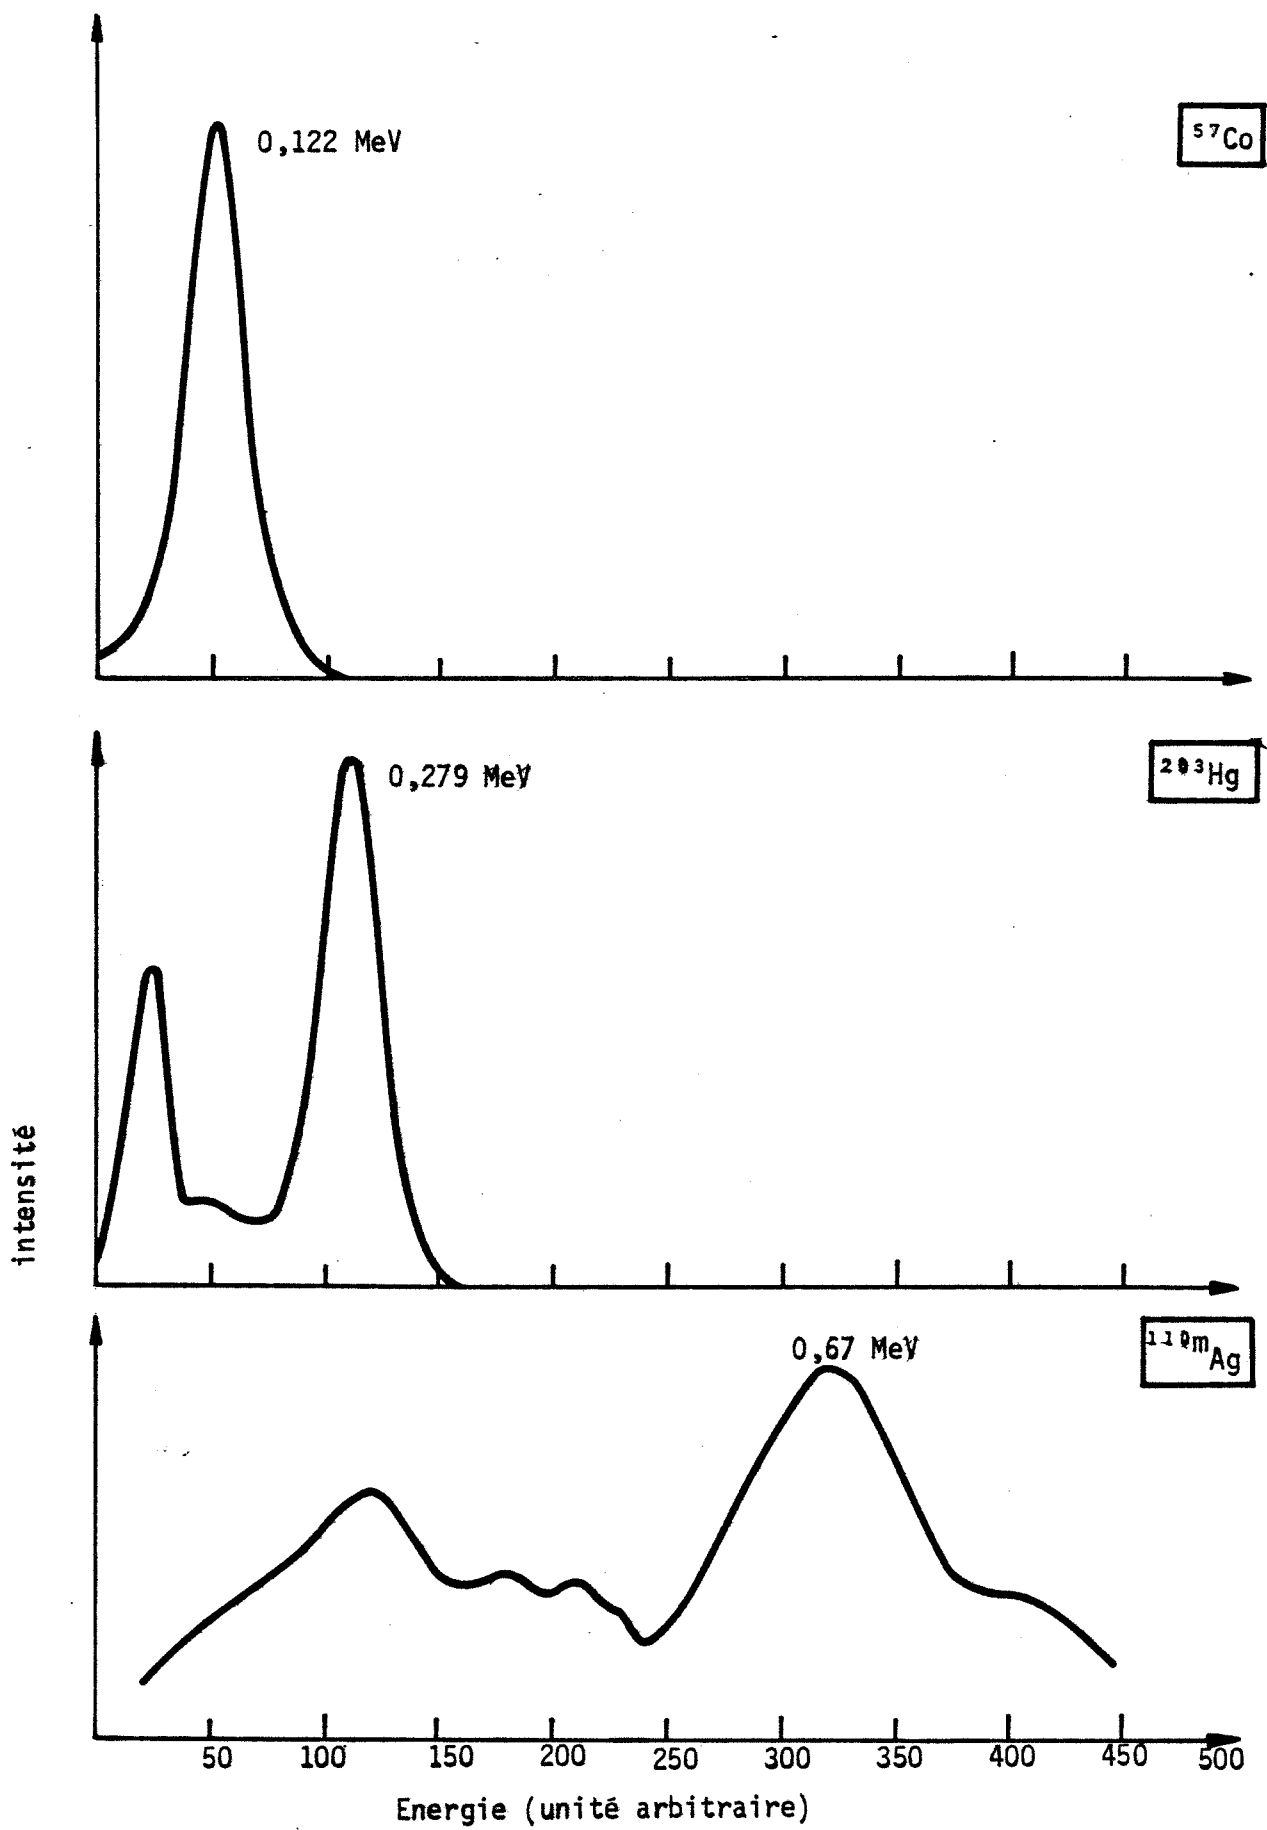 0,122 MeV
⁵⁷Co
0,279 MeV
²⁰³Hg
intensité
0,67 MeV
¹¹⁰ᵐAg
50 100 150 200 250 300 350 400 450 500
Energie (unité arbitraire)